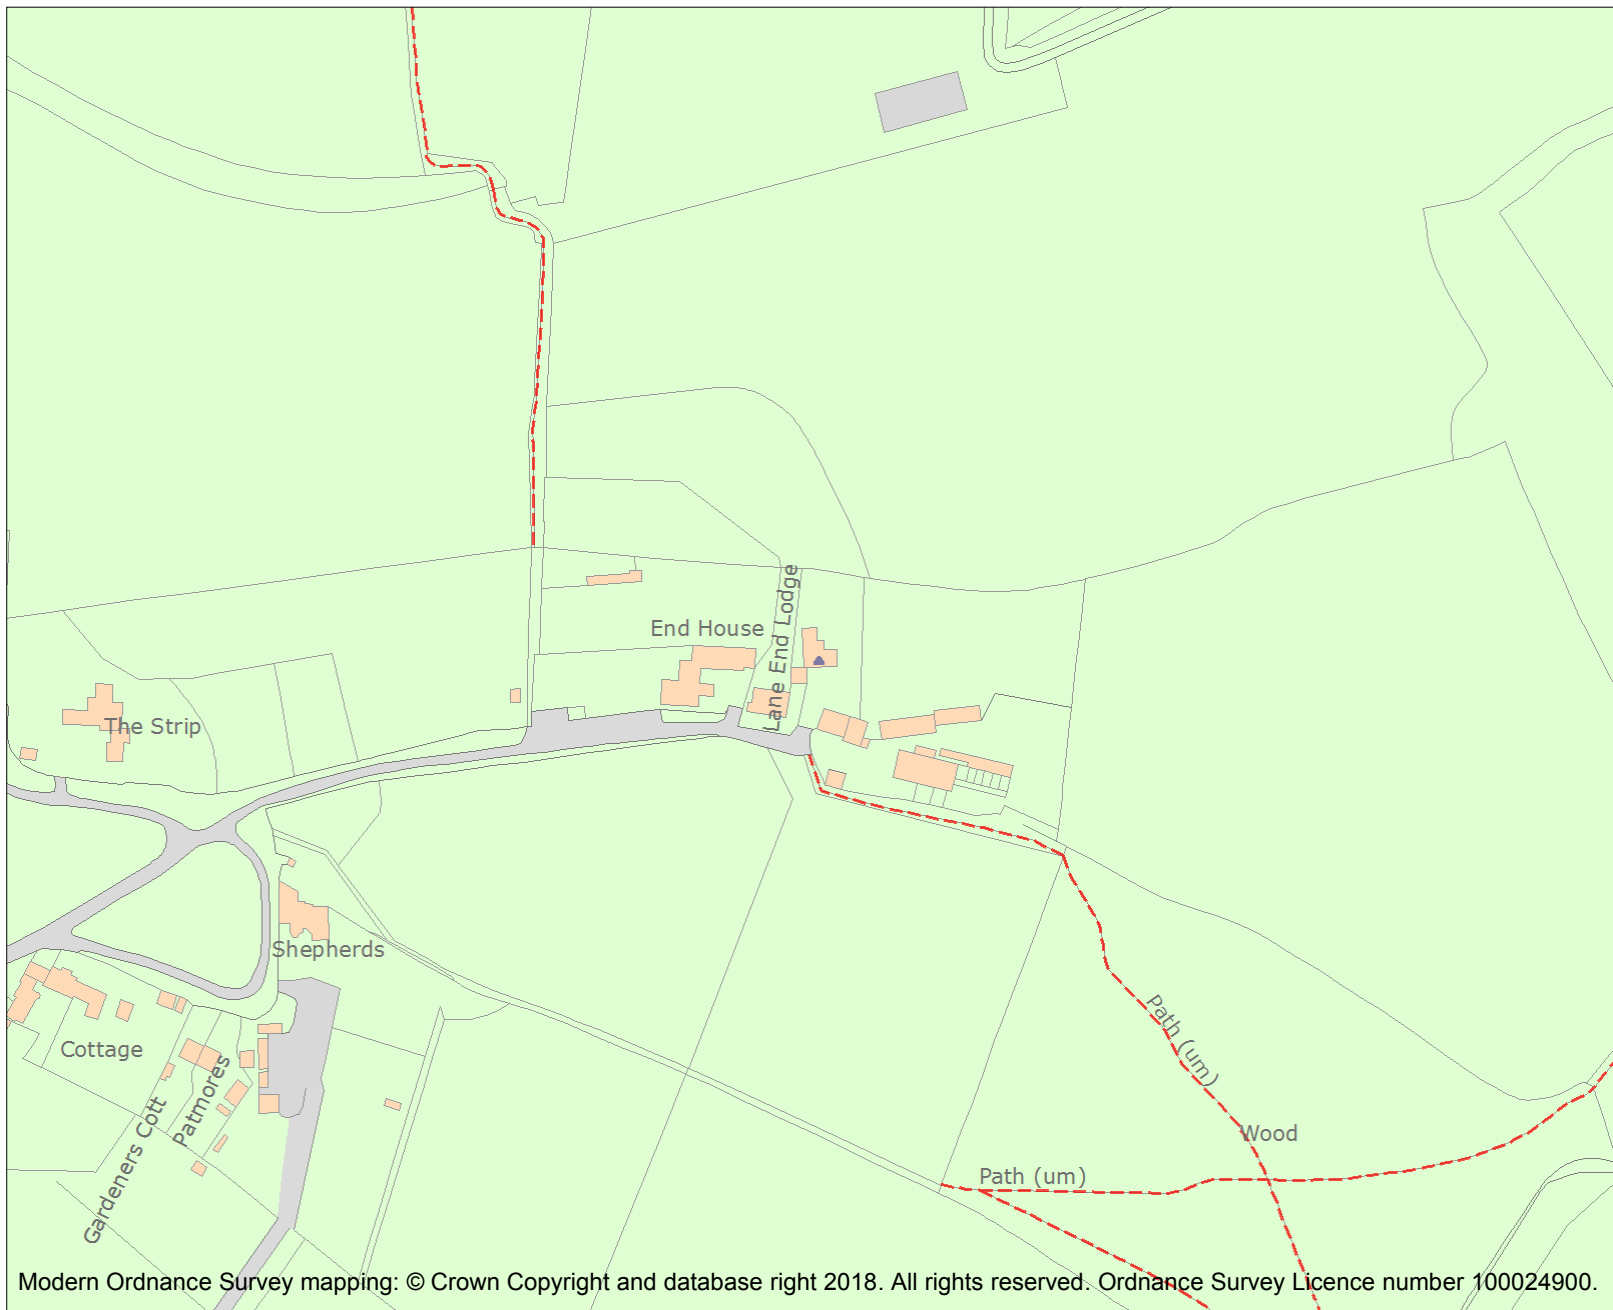 End House
Lane End Lodge
The Strip
Shepherds
Cottage
Patmores
Gardeners Cott
Path (um)
Wood
Path (um)
Modern Ordnance Survey mapping: © Crown Copyright and database right 2018. All rights reserved. Ordnance Survey Licence number 100024900.